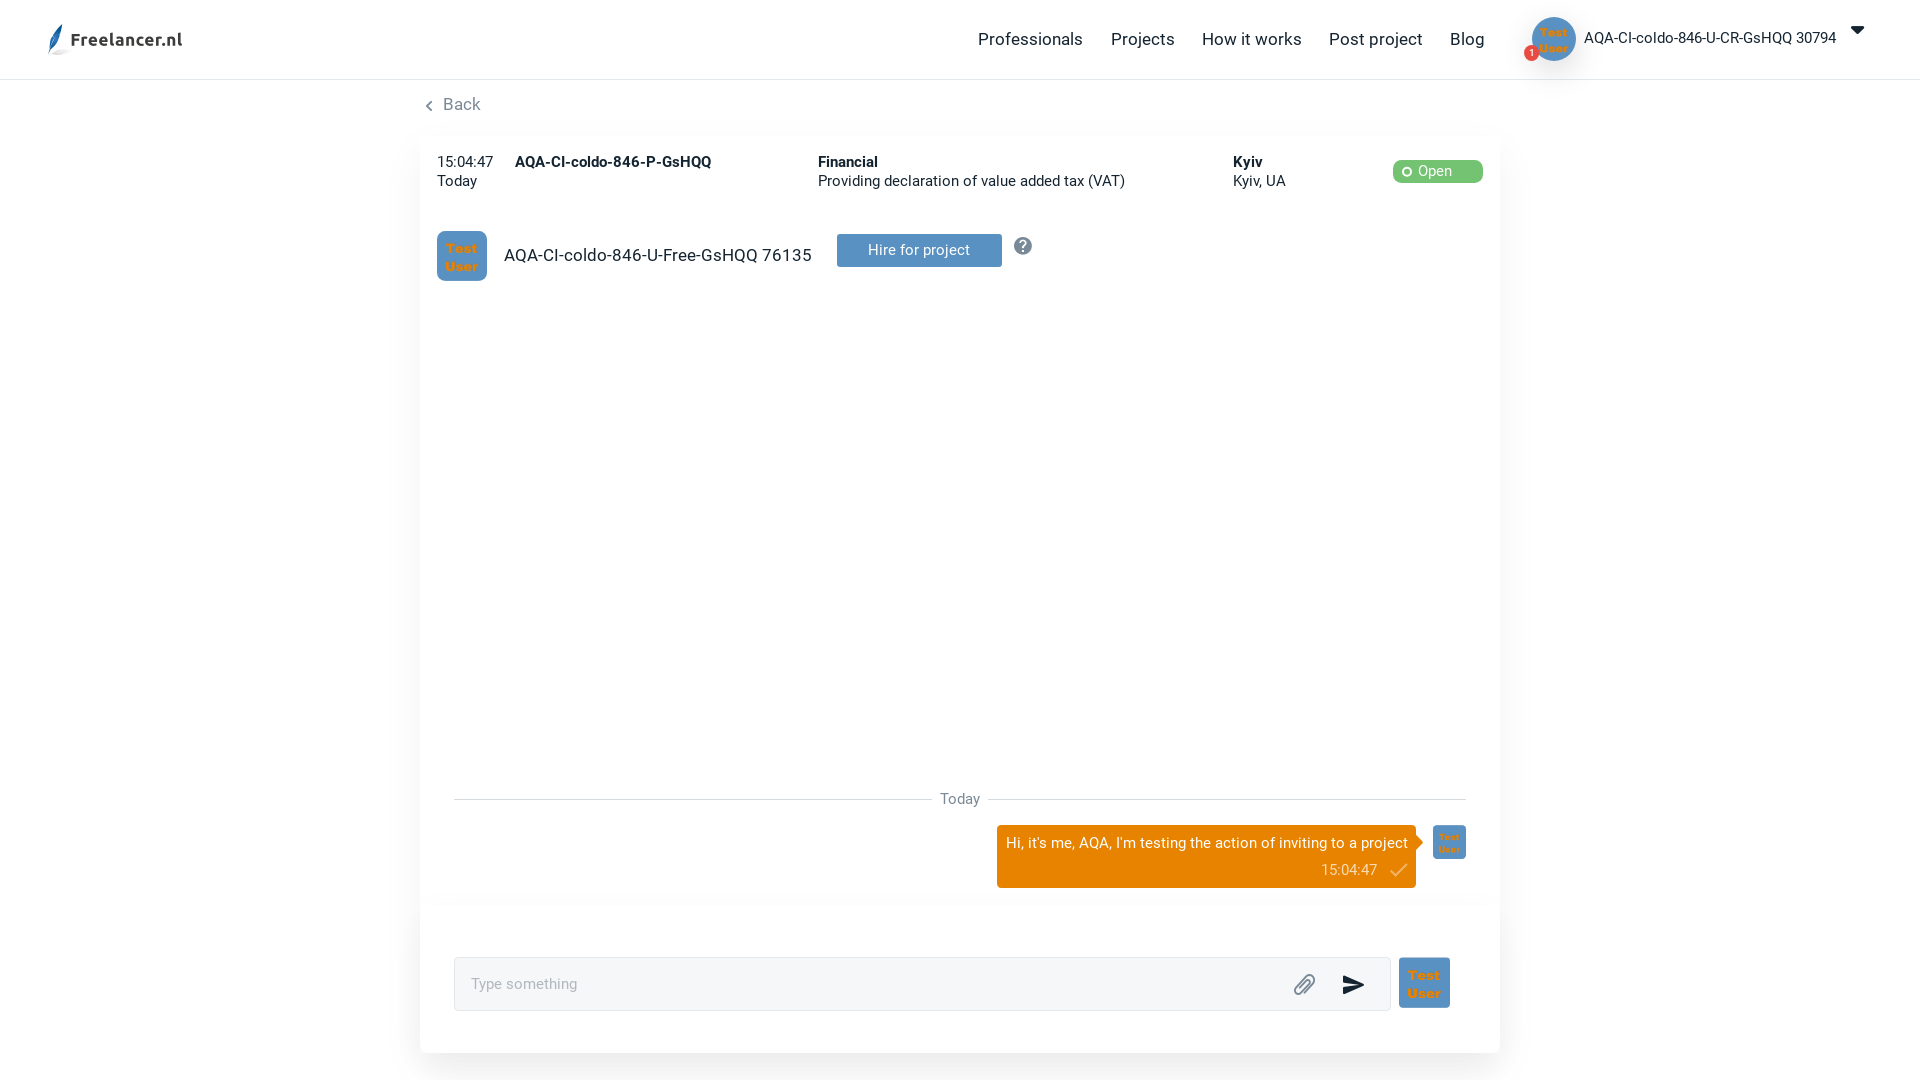 Freelancer.nl
Professionals
Projects
How it works
Post project
Blog
Test
User
1
AQA-CI-coldo-846-U-CR-GsHQQ 30794
Back
15:04:47
Today
AQA-CI-coldo-846-P-GsHQQ
Financial
Providing declaration of value added tax (VAT)
Kyiv
Kyiv, UA
Open
Test
User
AQA-CI-coldo-846-U-Free-GsHQQ 76135
Hire for project
?
Today
Hi, it's me, AQA, I'm testing the action of inviting to a project
15:04:47
Test
User
Type something
Test
User